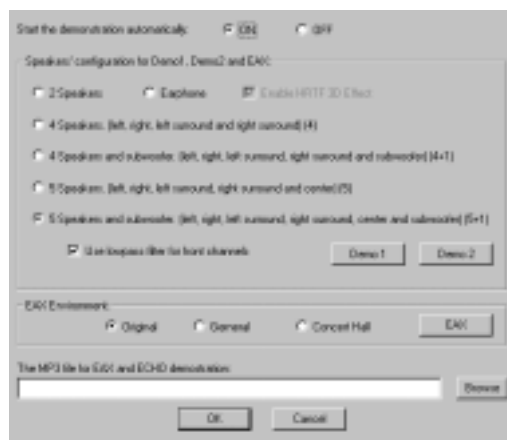 Start the demonstration automatically: ON OFF
Speakers' configuration for Demo1, Demo2 and EAX:
2 Speakers Earphone Enable HRTF 3D Effect
4 Speakers: (left, right, left surround and right surround) (4)
4 Speakers and subwoofer: (left, right, left surround, right surround and subwoofer) (4+1)
5 Speakers: (left, right, left surround, right surround and center) (5)
5 Speakers and subwoofer: (left, right, left surround, right surround, center and subwoofer) (5+1)
Use lowpass filter for front channels Demo 1 Demo 2
EAX Environment:
Original General Concert Hall EAX
The MP3 file for EAX and ECHO demostration:
Browse
OK Cancel